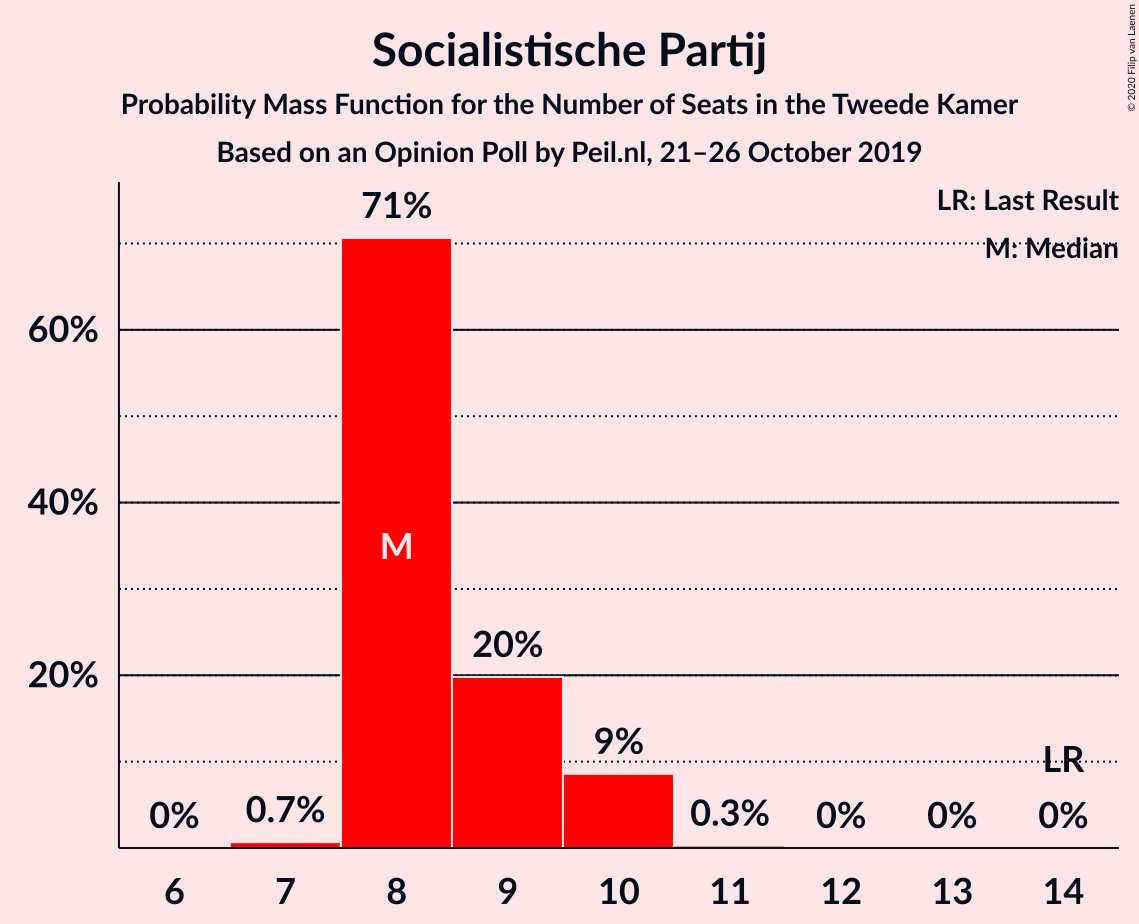 Socialistische Partij
Probability Mass Function for the Number of Seats in the Tweede Kamer
Based on an Opinion Poll by Peil.nl, 21–26 October 2019
© 2020 Filip van Laenen
LR: Last Result
M: Median
71%
60%
40%
M
20%
20%
9%
LR
0%
0.7%
0.3%
0%
0%
0%
6 7 8 9 10 11 12 13 14